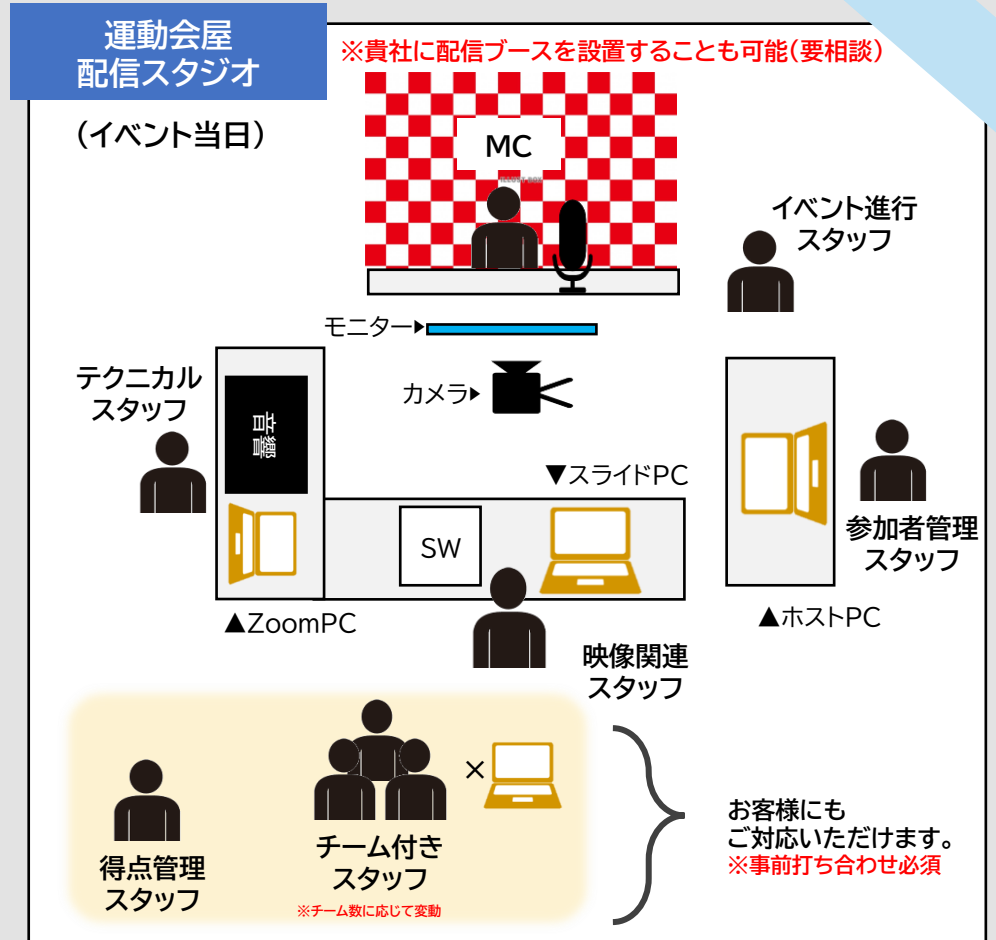 運動会屋
配信スタジオ
※貴社に配信ブースを設置することも可能(要相談)
(イベント当日)
MC
イベント進行
スタッフ
モニター▶
テクニカル
スタッフ
カメラ▶
音響
▼スライドPC
SW
参加者管理
スタッフ
▲ZoomPC
▲ホストPC
映像関連
スタッフ
×
お客様にも
ご対応いただけます。
※事前打ち合わせ必須
得点管理
スタッフ
チーム付き
スタッフ
※チーム数に応じて変動